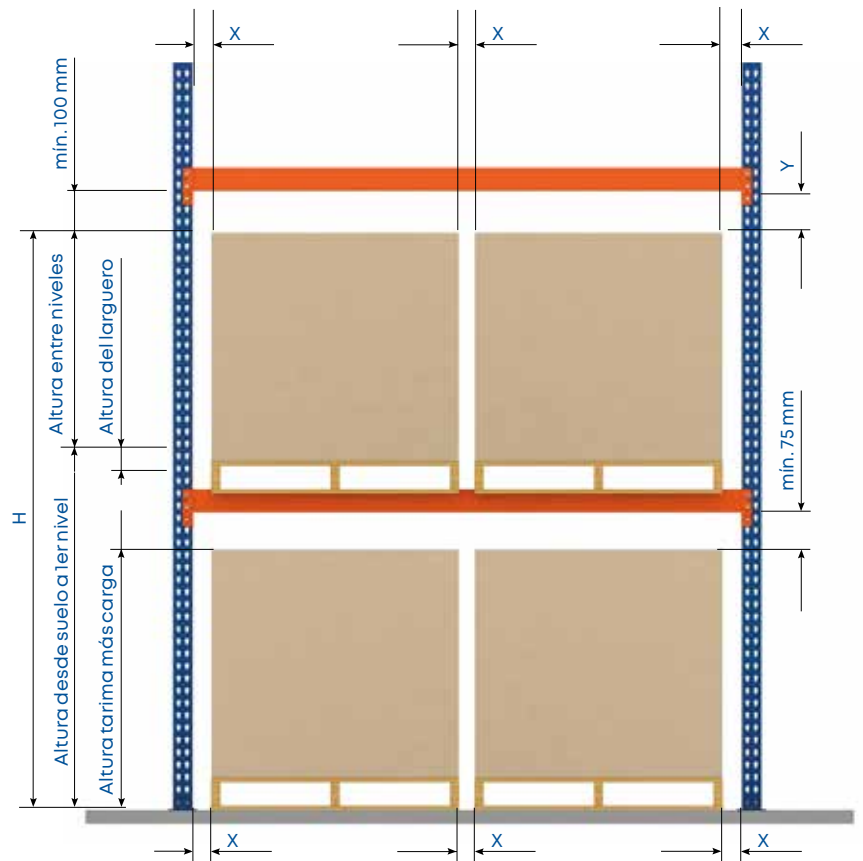 X
X
X
mín. 100 mm
Y
Altura entre niveles
Altura del larguero
mín. 75 mm
H
Altura desde suelo a 1er nivel
Altura tarima más carga
X
X
X